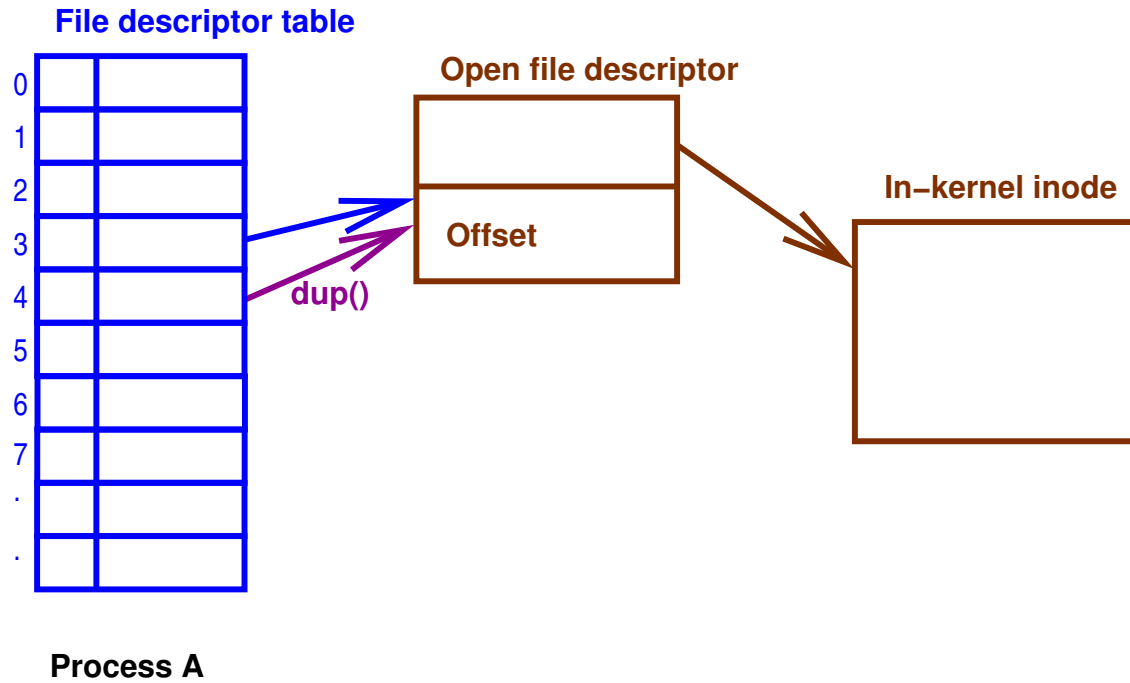 File descriptor table
Open file descriptor
0
1
2
3
4
5
6
7
.
.
In−kernel inode
Offset
dup()
Process A